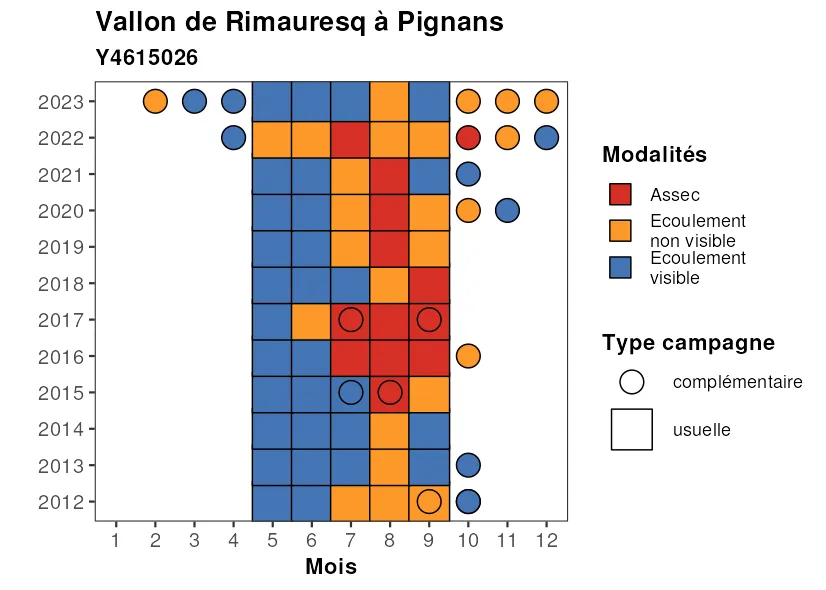 Vallon de Rimauresq à Pignans
Y4615026
2023
2022
2021
2020
2019
2018
2017
2016
2015
2014
2013
2012
1 2 3 4 5 6 7 8 9 10 11 12
Mois
Modalités
Assec
Ecoulement
non visible
Ecoulement
visible
Type campagne
complémentaire
usuelle